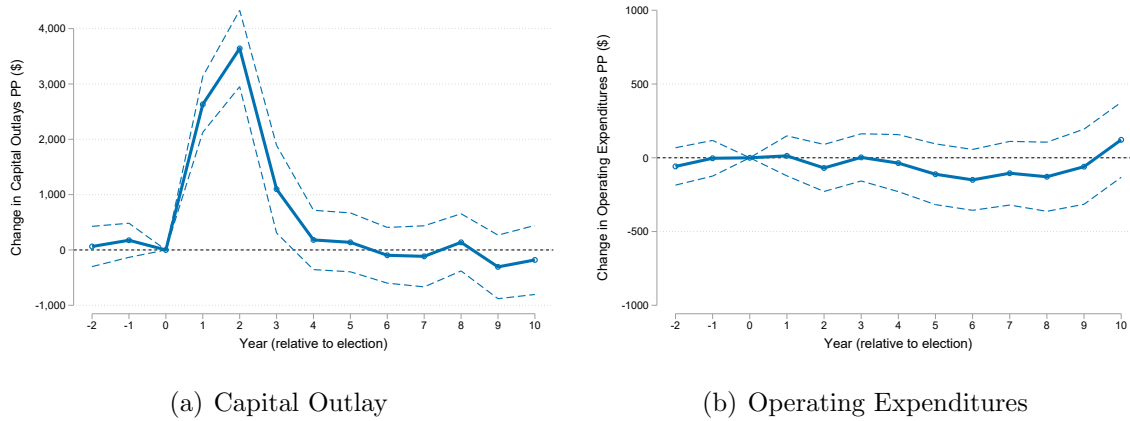 Change in Capital Outlays PP ($)
4,000
3,000
2,000
1,000
0
-1,000
-2 -1 0 1 2 3 4 5 6 7 8 9 10
Year (relative to election)
(a) Capital Outlay
Change in Operating Expenditures PP ($)
1000
500
0
-500
-1000
-2 -1 0 1 2 3 4 5 6 7 8 9 10
Year (relative to election)
(b) Operating Expenditures